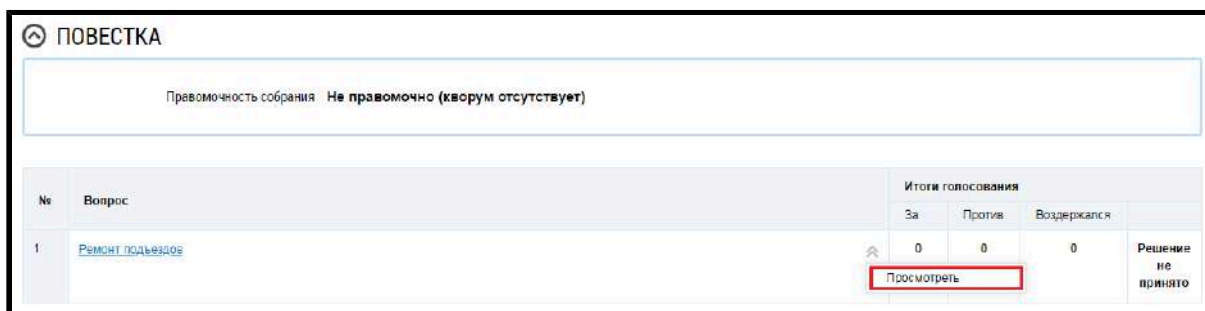 ПОВЕСТКА
Правомочность собрания Не правомочно (кворум отсутствует)
№ Вопрос Итоги голосования
За Против Воздержался
1 Ремонт подъездов 0 0 0 Решение
не
принято
Просмотреть